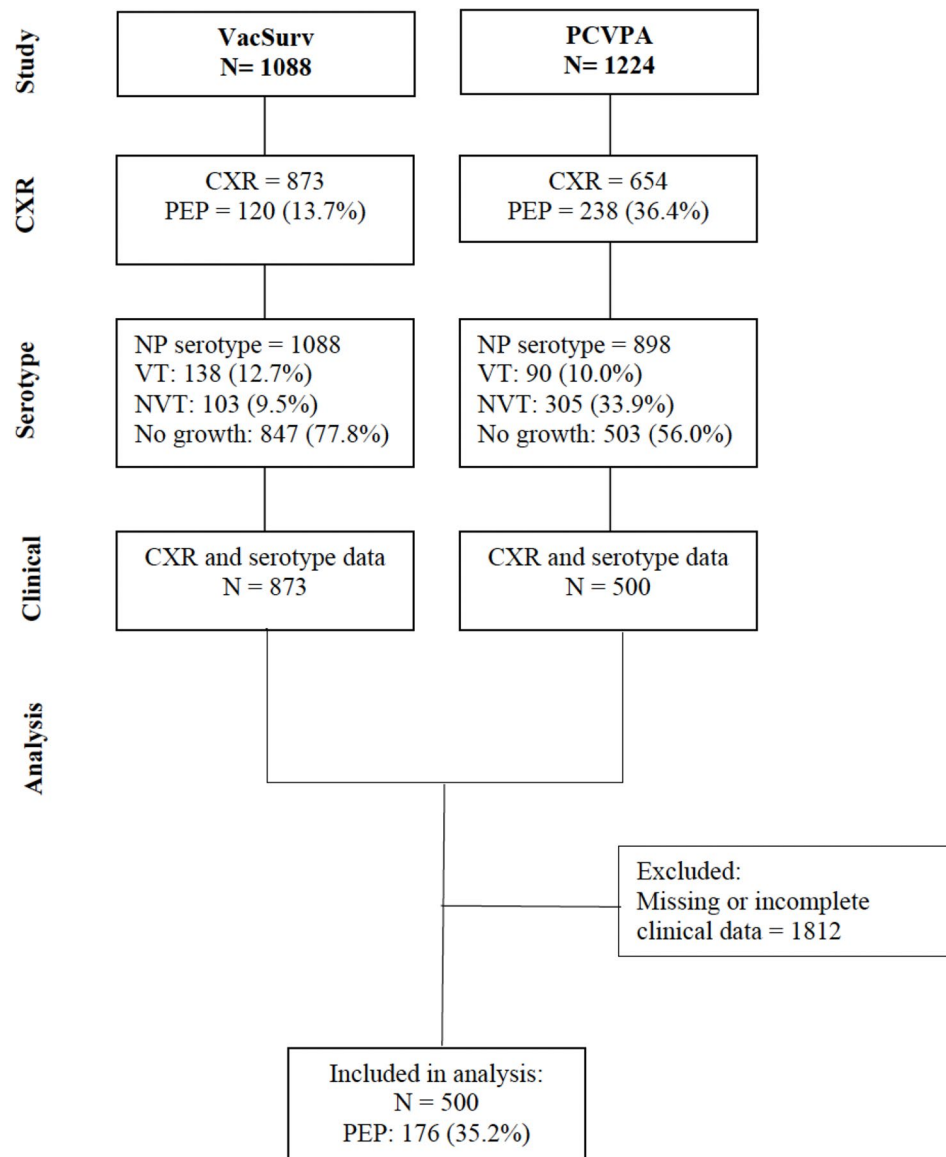 Study
VacSurv
N= 1088
PCVPA
N= 1224
CXR
CXR = 873
PEP = 120 (13.7%)
CXR = 654
PEP = 238 (36.4%)
Serotype
NP serotype = 1088
VT: 138 (12.7%)
NVT: 103 (9.5%)
No growth: 847 (77.8%)
NP serotype = 898
VT: 90 (10.0%)
NVT: 305 (33.9%)
No growth: 503 (56.0%)
Clinical
CXR and serotype data
N = 873
CXR and serotype data
N = 500
Analysis
Excluded:
Missing or incomplete
clinical data = 1812
Included in analysis:
N = 500
PEP: 176 (35.2%)